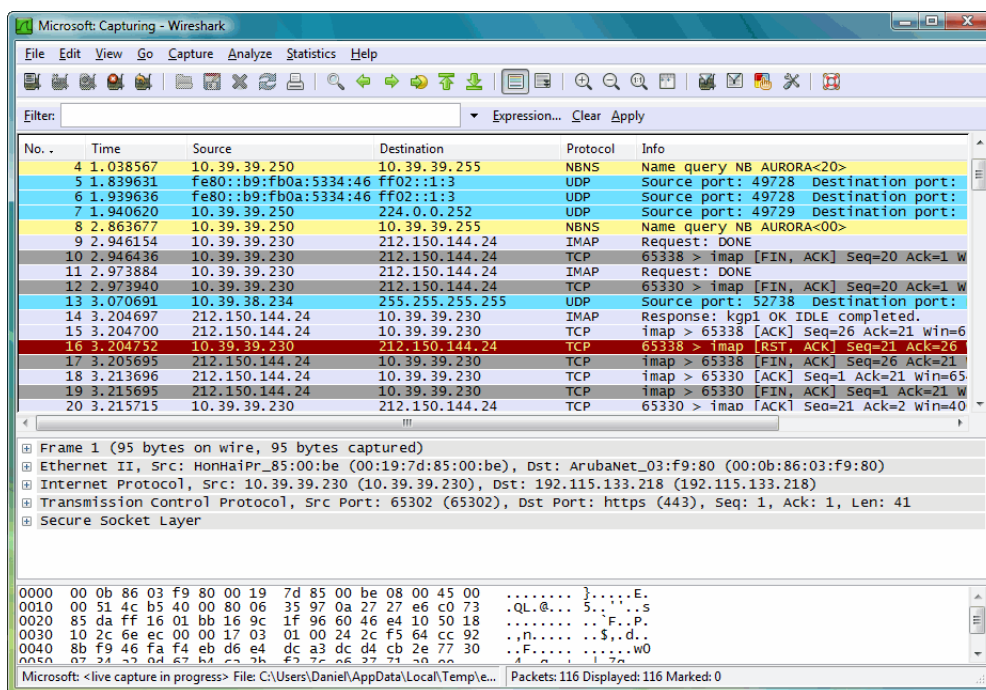 Microsoft: Capturing - Wireshark
File Edit View Go Capture Analyze Statistics Help
Filter: Expression... Clear Apply
No. . Time Source Destination Protocol Info
4 1.038567 10.39.39.250 10.39.39.255 NBNS Name query NB AURORA<20>
5 1.839631 fe80::b9:fb0a:5334:46 ff02::1:3 UDP Source port: 49728 Destination port:
6 1.939636 fe80::b9:fb0a:5334:46 ff02::1:3 UDP Source port: 49728 Destination port:
7 1.940620 10.39.39.250 224.0.0.252 UDP Source port: 49729 Destination port:
8 2.863677 10.39.39.250 10.39.39.255 NBNS Name query NB AURORA<00>
9 2.946154 10.39.39.230 212.150.144.24 IMAP Request: DONE
10 2.946436 10.39.39.230 212.150.144.24 TCP 65338 > imap [FIN, ACK] Seq=20 Ack=1 W
11 2.973884 10.39.39.230 212.150.144.24 IMAP Request: DONE
12 2.973940 10.39.39.230 212.150.144.24 TCP 65330 > imap [FIN, ACK] Seq=20 Ack=1 W
13 3.070691 10.39.38.234 255.255.255.255 UDP Source port: 52738 Destination port:
14 3.204697 212.150.144.24 10.39.39.230 IMAP Response: kgp1 OK IDLE completed.
15 3.204700 212.150.144.24 10.39.39.230 TCP imap > 65338 [ACK] Seq=26 Ack=21 Win=6
16 3.204752 10.39.39.230 212.150.144.24 TCP 65338 > imap [RST, ACK] Seq=21 Ack=26
17 3.205695 212.150.144.24 10.39.39.230 TCP imap > 65338 [FIN, ACK] Seq=26 Ack=21
18 3.213696 212.150.144.24 10.39.39.230 TCP imap > 65330 [ACK] Seq=1 Ack=21 Win=65
19 3.215695 212.150.144.24 10.39.39.230 TCP imap > 65330 [FIN, ACK] Seq=1 Ack=21 W
20 3.215715 10.39.39.230 212.150.144.24 TCP 65330 > imap [ACK] Seq=21 Ack=2 Win=40
Frame 1 (95 bytes on wire, 95 bytes captured)
Ethernet II, Src: HonHaiPr_85:00:be (00:19:7d:85:00:be), Dst: ArubaNet_03:f9:80 (00:0b:86:03:f9:80)
Internet Protocol, Src: 10.39.39.230 (10.39.39.230), Dst: 192.115.133.218 (192.115.133.218)
Transmission Control Protocol, Src Port: 65302 (65302), Dst Port: https (443), Seq: 1, Ack: 1, Len: 41
Secure Socket Layer
0000 00 0b 86 03 f9 80 00 19 7d 85 00 be 08 00 45 00 ........ }.....E.
0010 00 51 4c b5 40 00 80 06 35 97 0a 27 27 e6 c0 73 .QL.@... 5..''..s
0020 85 da ff 16 01 bb 16 9c 1f 96 60 46 e4 10 50 18 ........ ..`F..P.
0030 10 2c 6e ec 00 00 17 03 01 00 24 2c f5 64 cc 92 .,n..... ..$,.d..
0040 8b f9 46 fa f4 eb d6 e4 dc a3 dc d4 cb 2e 77 30 ..F..... ......w0
0050 97 34 a2 9d 67 b4 ca 2b f2 7c e6 37 71 a9 ee
Microsoft: <live capture in progress> File: C:\Users\Daniel\AppData\Local\Temp\e... Packets: 116 Displayed: 116 Marked: 0